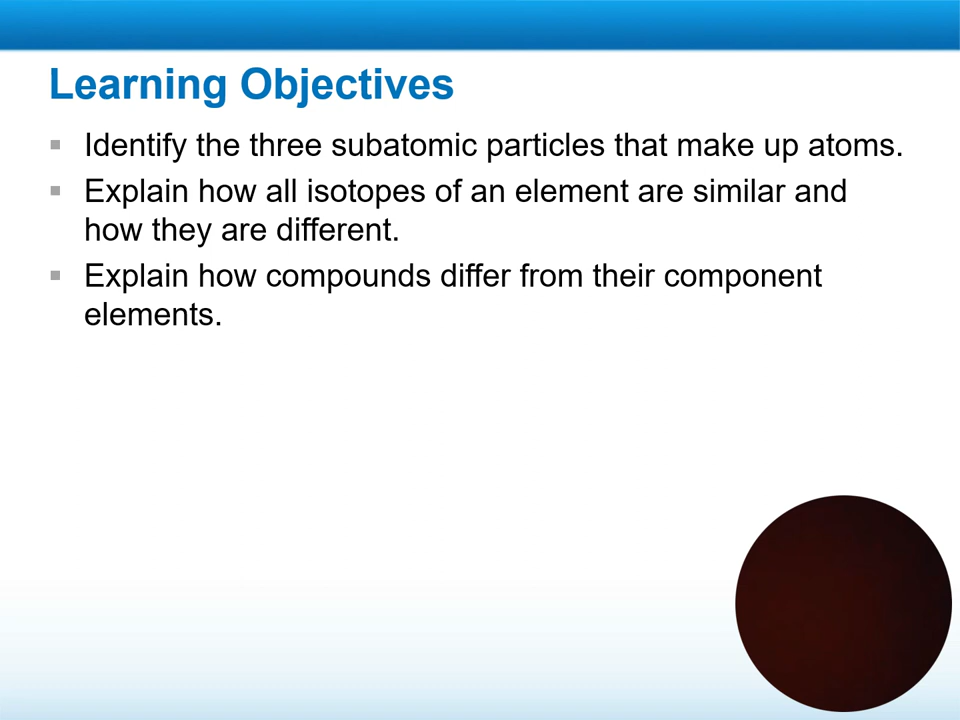 Learning Objectives
Identify the three subatomic particles that make up atoms.
Explain how all isotopes of an element are similar and
how they are different.
Explain how compounds differ from their component
elements.